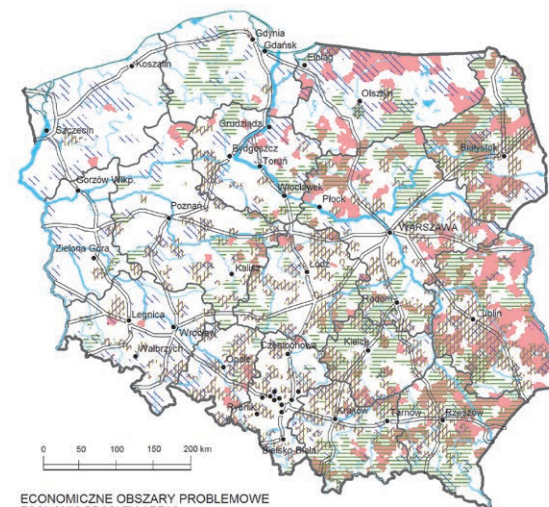 Gdynia
Gdańsk
Koszalin
Elbląg
Olsztyn
Szczecin
Grudziądz
Bydgoszcz
Białystok
Toruń
Gorzów Wlkp.
Włocławek
Płock
Poznań
WARSZAWA
Zielona Góra
Kalisz
Łódź
Radom
Legnica
Lublin
Wrocław
Wałbrzych
Częstochowa
Kielce
Opole
Rybnik
Kraków
Tarnów
Rzeszów
Bielsko-Biała
0 50 100 150 200 km
ECONOMICZNE OBSZARY PROBLEMOWE